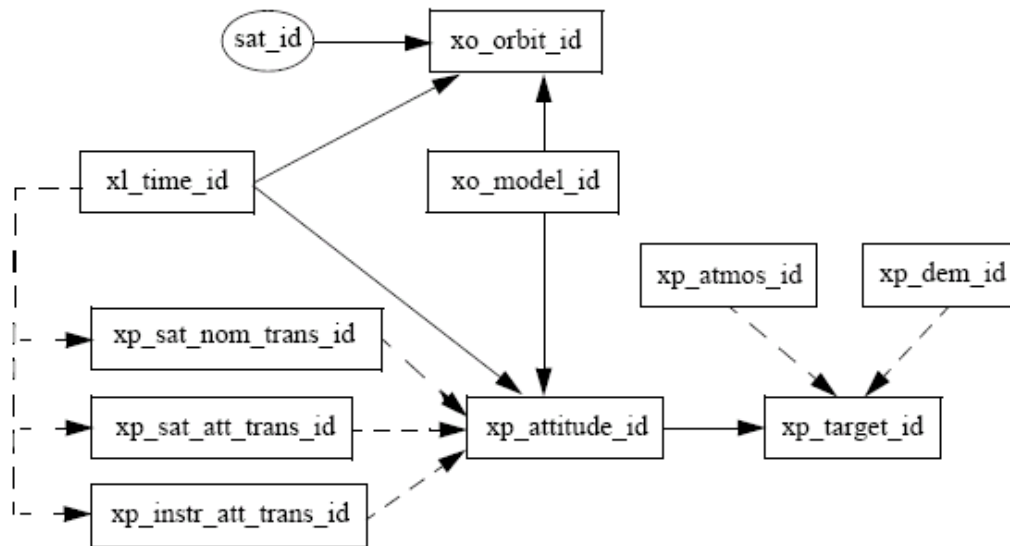 sat_id
xo_orbit_id
xl_time_id
xo_model_id
xp_atmos_id
xp_dem_id
xp_sat_nom_trans_id
xp_sat_att_trans_id
xp_attitude_id
xp_target_id
xp_instr_att_trans_id